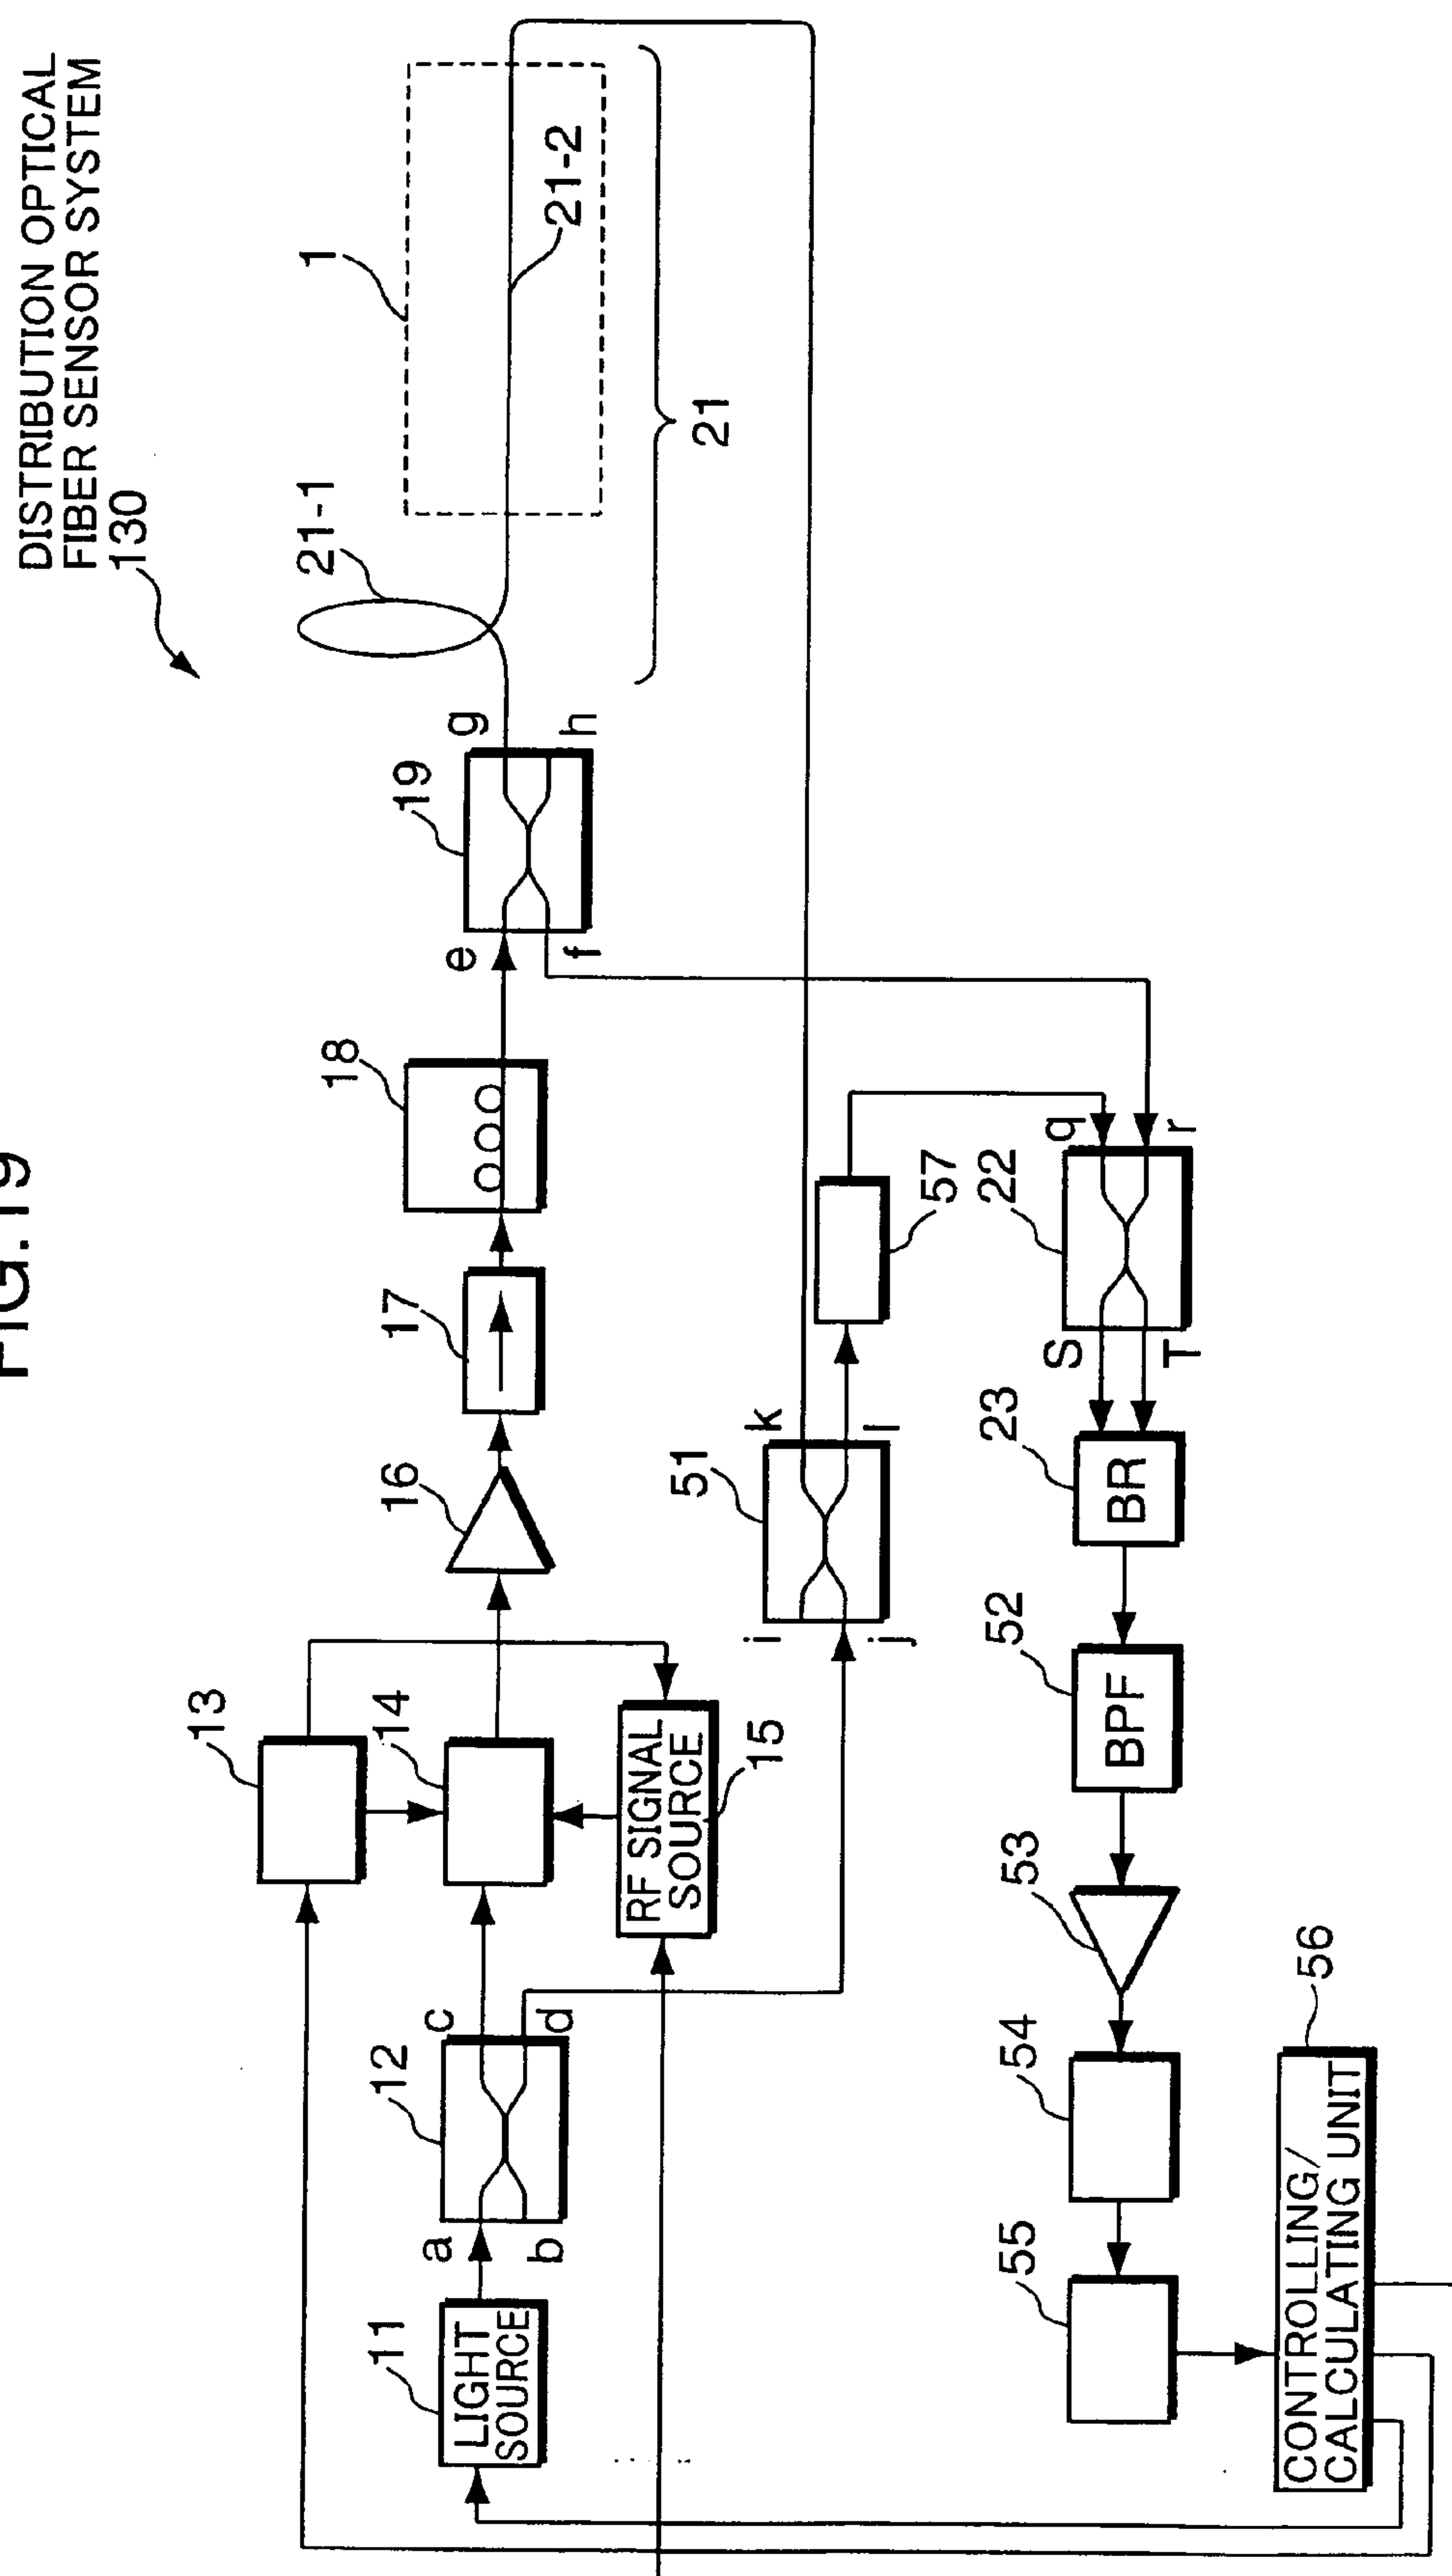 FIG.19
DISTRIBUTION OPTICAL
FIBER SENSOR SYSTEM
130
1
21-1
21-2
21
13
14
16
17
18
19
e
f
g
h
11
LIGHT
SOURCE
12
a
b
c
d
RF SIGNAL
SOURCE
15
51
i
j
k
l
57
22
q
r
S
T
23
BR
52
BPF
53
54
55
56
CONTROLLING/
CALCULATING UNIT